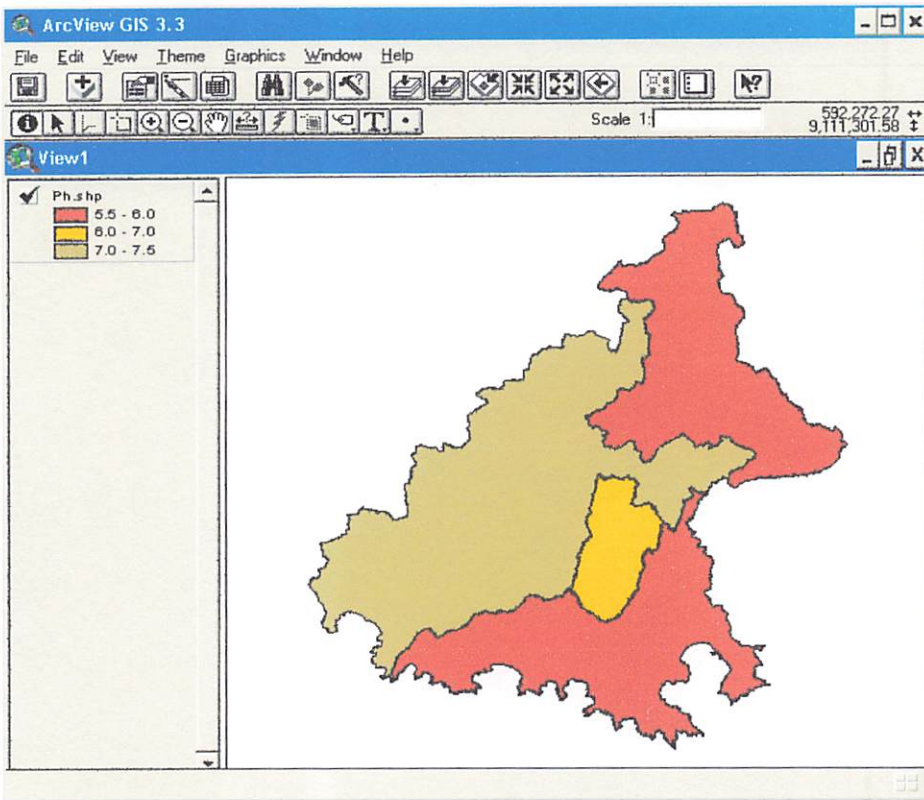 ArcView GIS 3.3
File Edit View Theme Graphics Window Help
Scale 1:
592,272.27
9,111,301.58
View1
Ph.shp
5.5 - 6.0
6.0 - 7.0
7.0 - 7.5